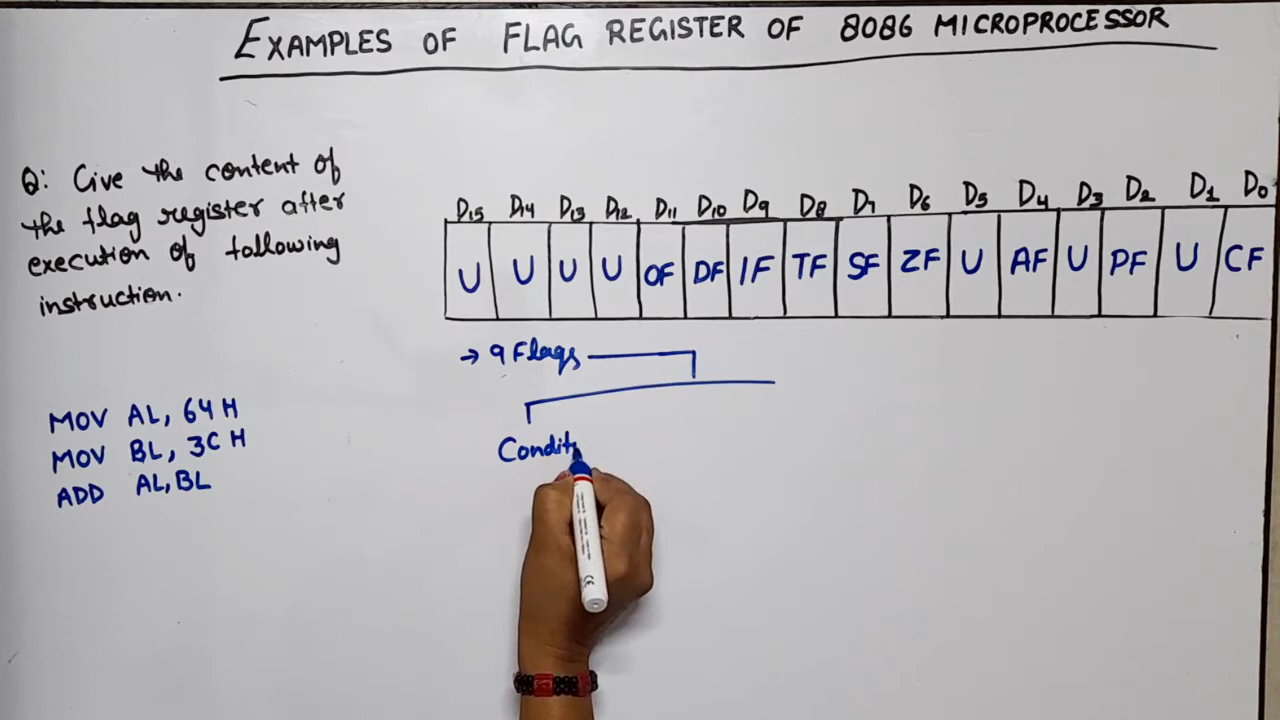 EXAMPLES OF FLAG REGISTER OF 8086 MICROPROCESSOR
Q: Give the content of
the flag register after
execution of following
instruction.
MOV AL, 64 H
MOV BL, 3C H
ADD AL, BL
D15 D14 D13 D12 D11 D10 D9 D8 D7 D6 D5 D4 D3 D2 D1 D0
U U U U OF DF IF TF SF ZF U AF U PF U CF
→ 9 Flags
Condit